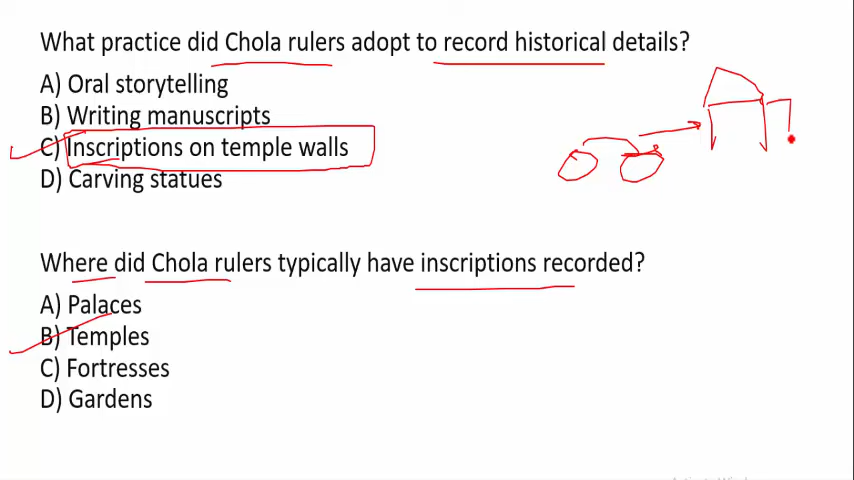 What practice did Chola rulers adopt to record historical details?
A) Oral storytelling
B) Writing manuscripts
C) Inscriptions on temple walls
D) Carving statues
Where did Chola rulers typically have inscriptions recorded?
A) Palaces
B) Temples
C) Fortresses
D) Gardens